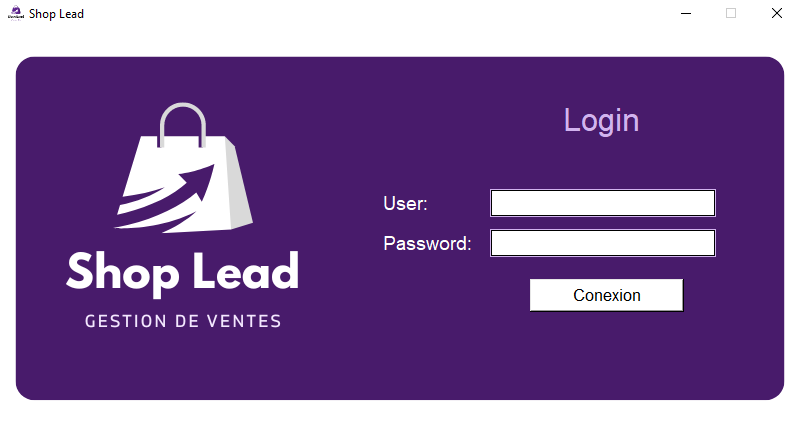 Shop Lead
Login
User:
Password:
Conexion
Shop Lead
GESTION DE VENTES